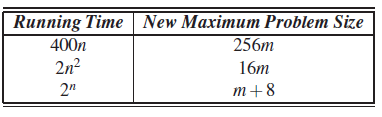 Running Time New Maximum Problem Size
400n 256m
2n² 16m
2ⁿ m + 8